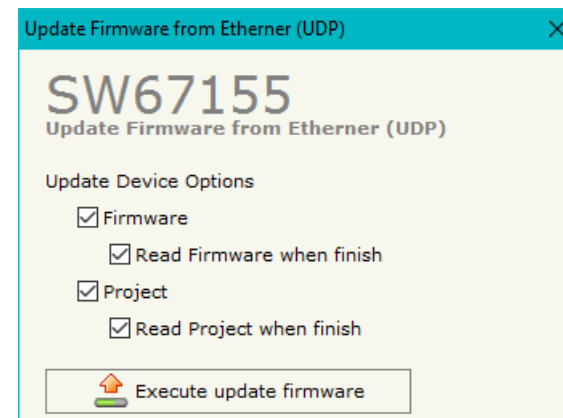 Update Firmware from Etherner (UDP)
SW67155
Update Firmware from Etherner (UDP)
Update Device Options
Firmware
Read Firmware when finish
Project
Read Project when finish
Execute update firmware